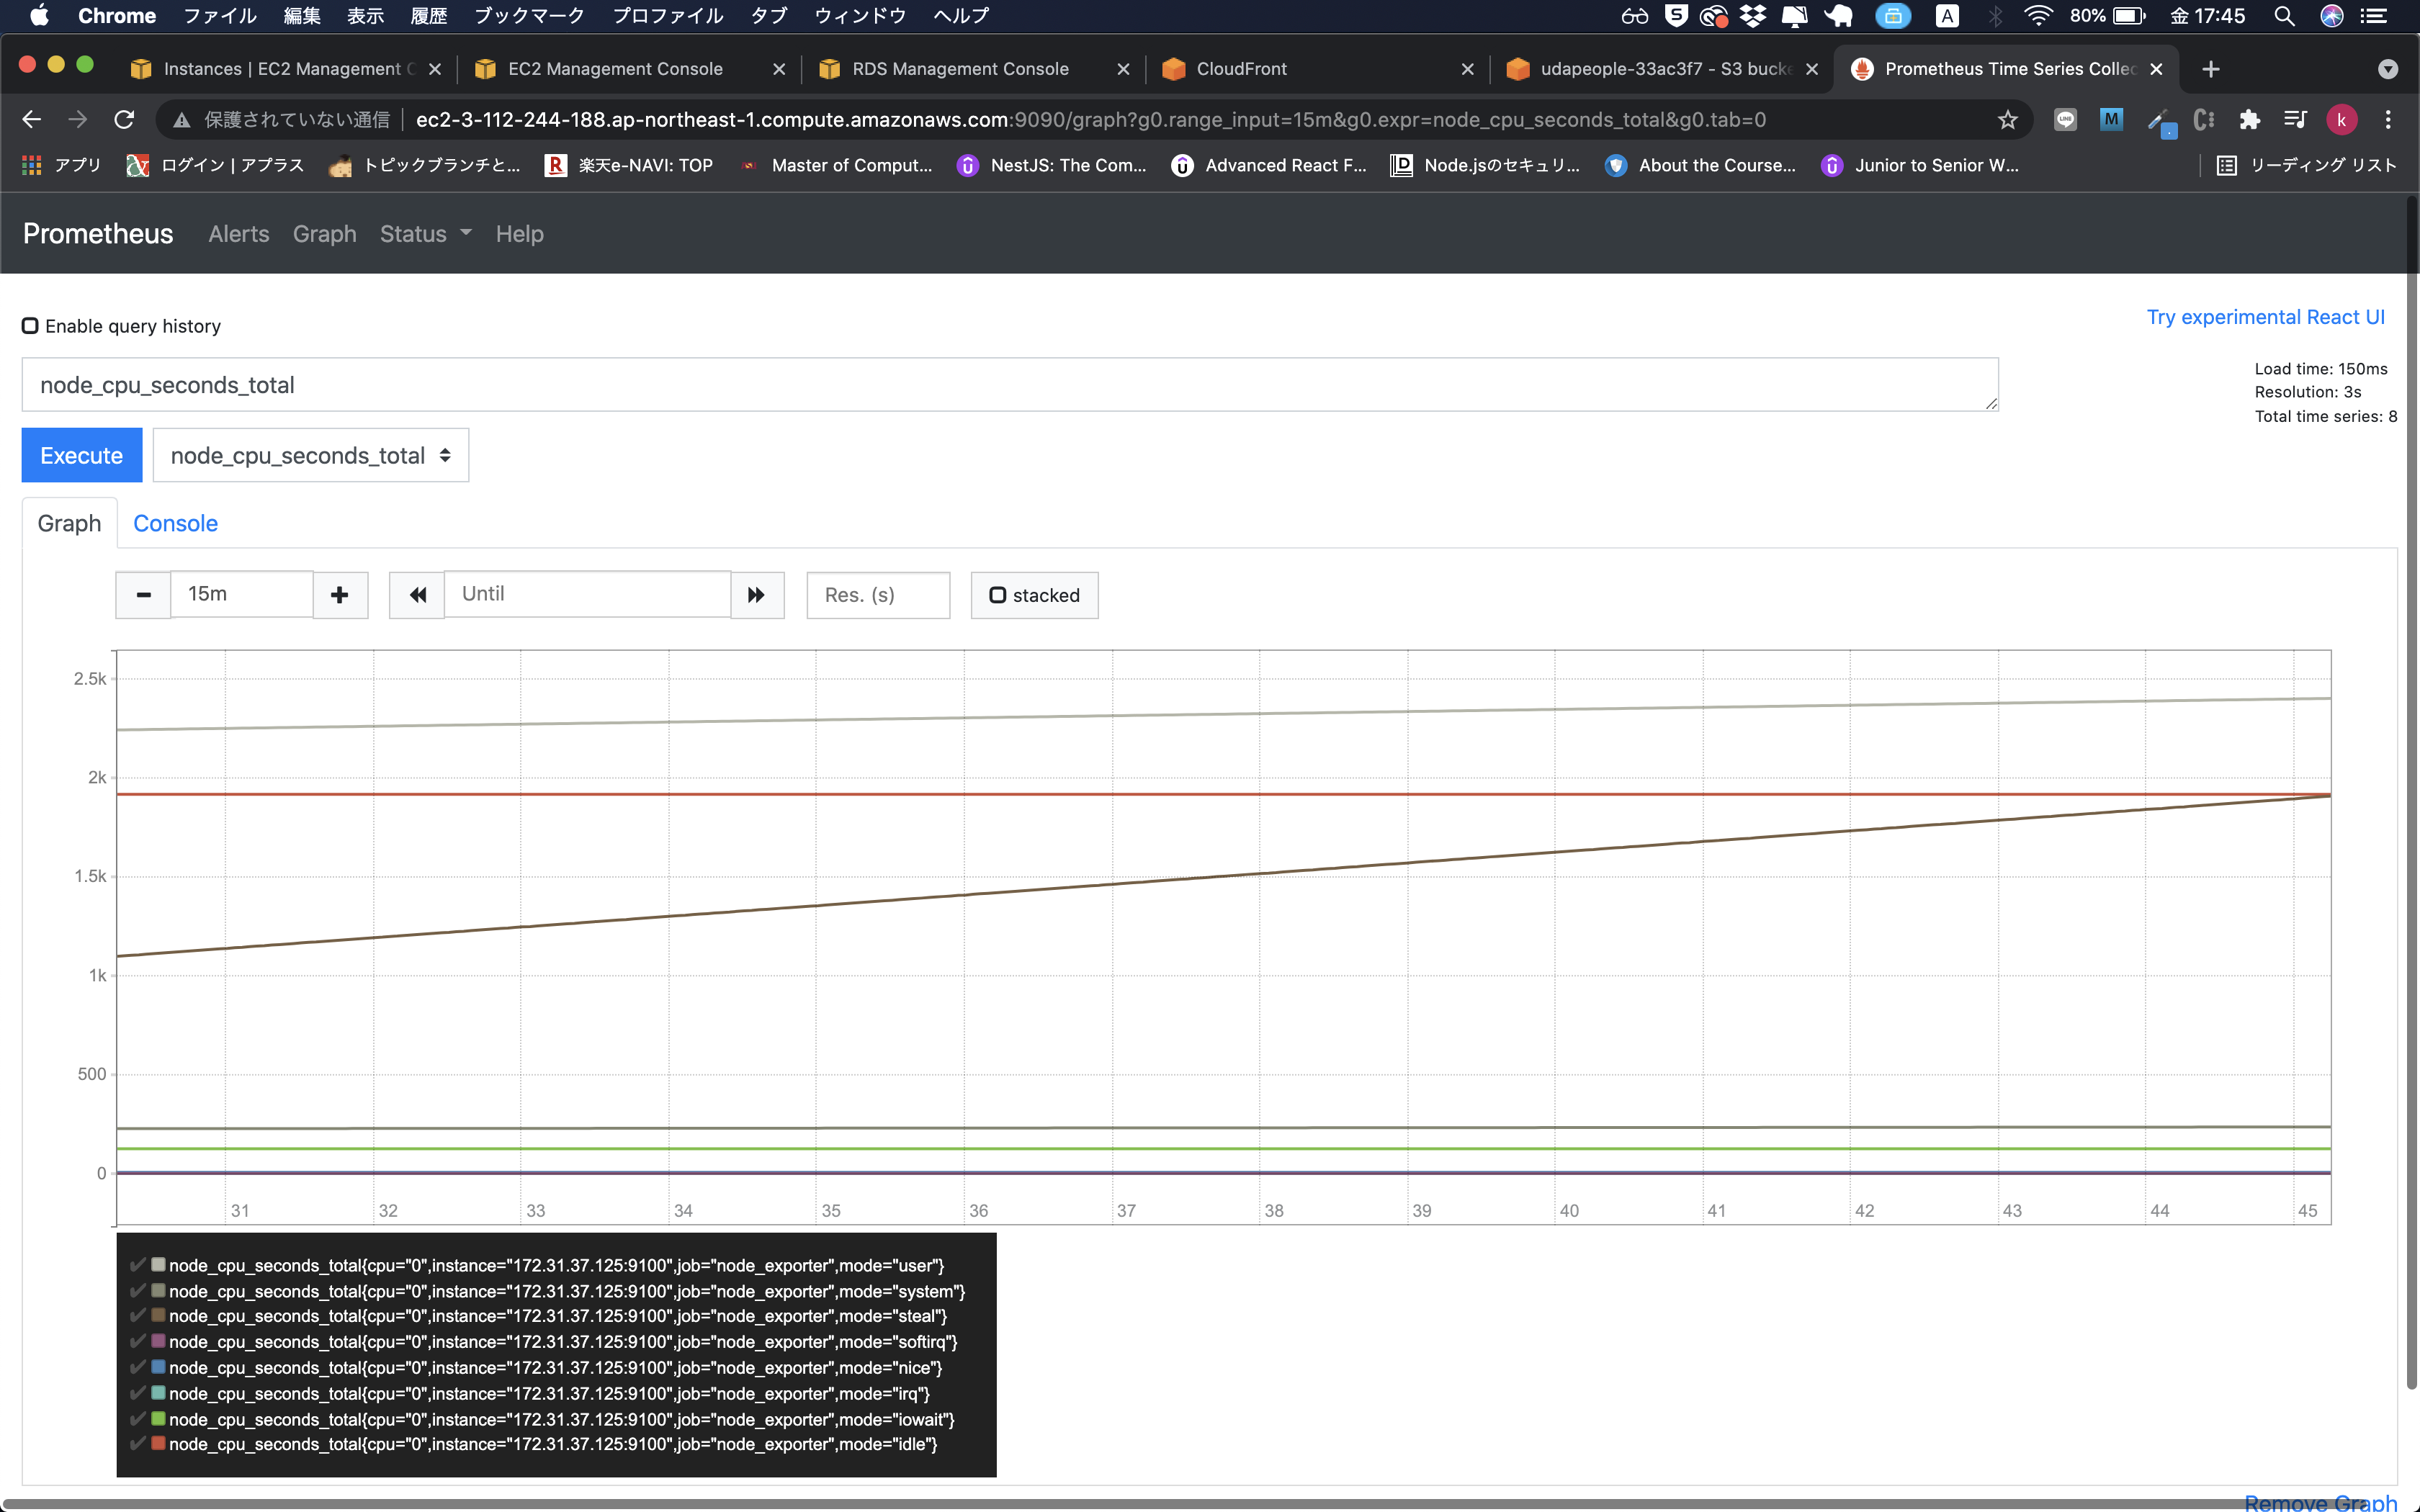 Chrome ファイル 編集 表示 履歴 ブックマーク プロファイル タブ ウィンドウ ヘルプ A 80% 金 17:45
Instances | EC2 Management C EC2 Management Console RDS Management Console CloudFront udapeople-33ac3f7 - S3 bucke Prometheus Time Series Collec
保護されていない通信 ec2-3-112-244-188.ap-northeast-1.compute.amazonaws.com:9090/graph?g0.range_input=15m&g0.expr=node_cpu_seconds_total&g0.tab=0 LINE M k
アプリ ログイン | アプラス トピックブランチと... R 楽天e-NAVI: TOP Master of Comput... NestJS: The Com... Advanced React F... Node.jsのセキュリ... About the Course... Junior to Senior W... リーディング リスト
Prometheus Alerts Graph Status Help
Enable query history
Try experimental React UI
node_cpu_seconds_total
Load time: 150ms
Resolution: 3s
Total time series: 8
Execute node_cpu_seconds_total
Graph Console
15m Until Res. (s) stacked
2.5k
2k
1.5k
1k
500
0
31 32 33 34 35 36 37 38 39 40 41 42 43 44 45
node_cpu_seconds_total{cpu="0",instance="172.31.37.125:9100",job="node_exporter",mode="user"}
node_cpu_seconds_total{cpu="0",instance="172.31.37.125:9100",job="node_exporter",mode="system"}
node_cpu_seconds_total{cpu="0",instance="172.31.37.125:9100",job="node_exporter",mode="steal"}
node_cpu_seconds_total{cpu="0",instance="172.31.37.125:9100",job="node_exporter",mode="softirq"}
node_cpu_seconds_total{cpu="0",instance="172.31.37.125:9100",job="node_exporter",mode="nice"}
node_cpu_seconds_total{cpu="0",instance="172.31.37.125:9100",job="node_exporter",mode="irq"}
node_cpu_seconds_total{cpu="0",instance="172.31.37.125:9100",job="node_exporter",mode="iowait"}
node_cpu_seconds_total{cpu="0",instance="172.31.37.125:9100",job="node_exporter",mode="idle"}
Remove Graph